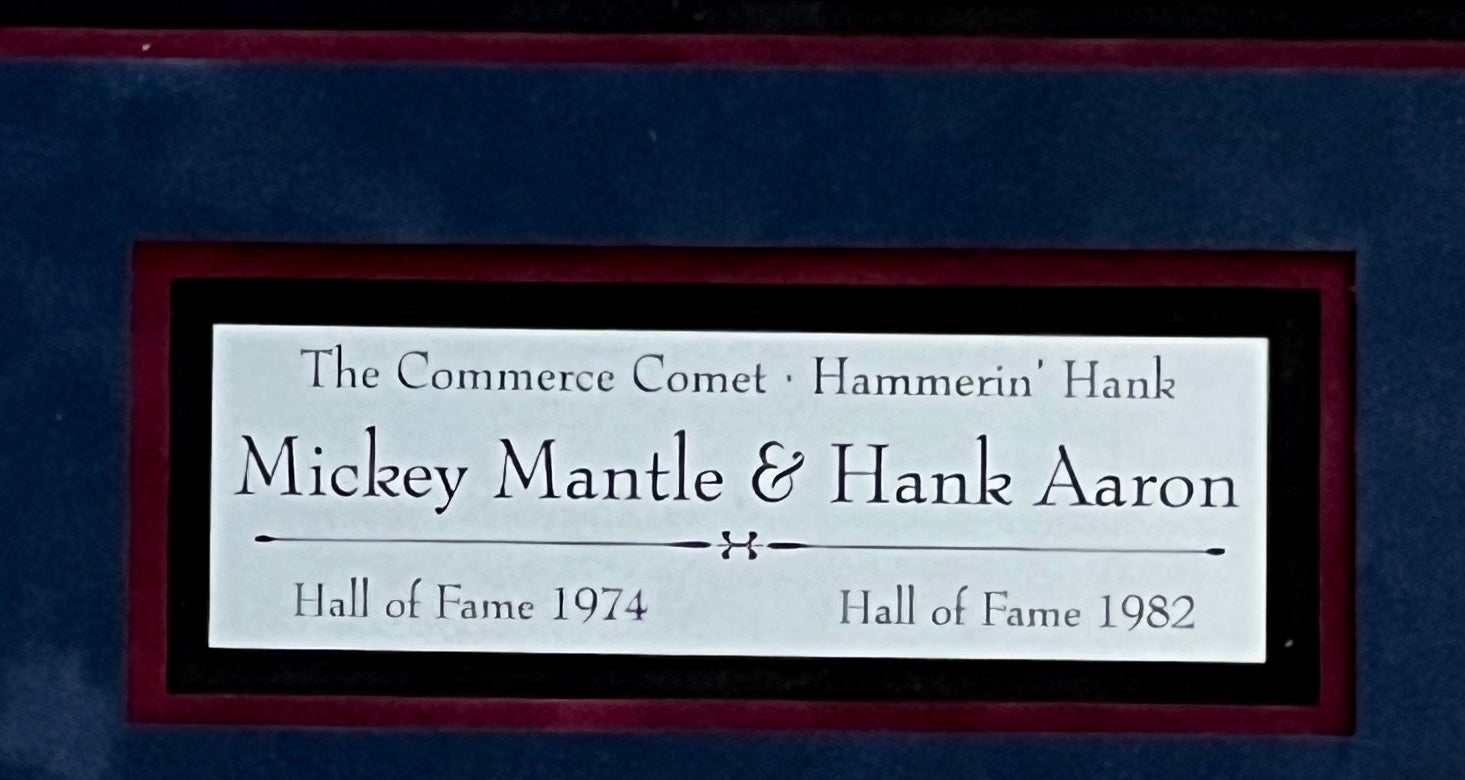 The Commerce Comet · Hammerin' Hank
Mickey Mantle & Hank Aaron
Hall of Fame 1974 Hall of Fame 1982